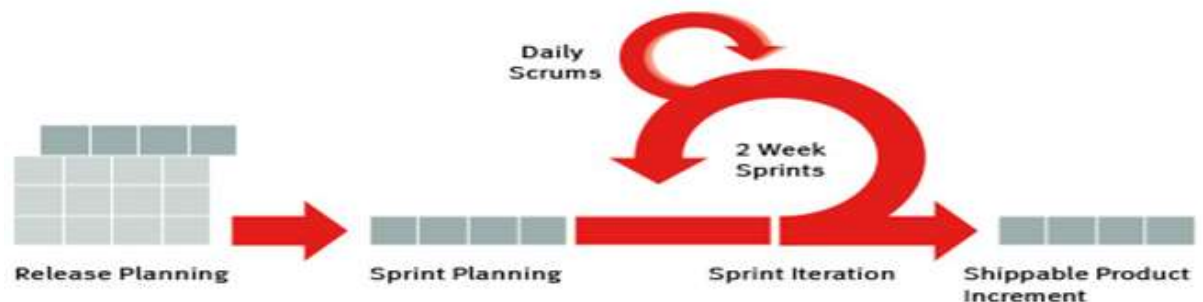 Daily
Scrums
2 Week
Sprints
Release Planning
Sprint Planning
Sprint Iteration
Shippable Product
Increment